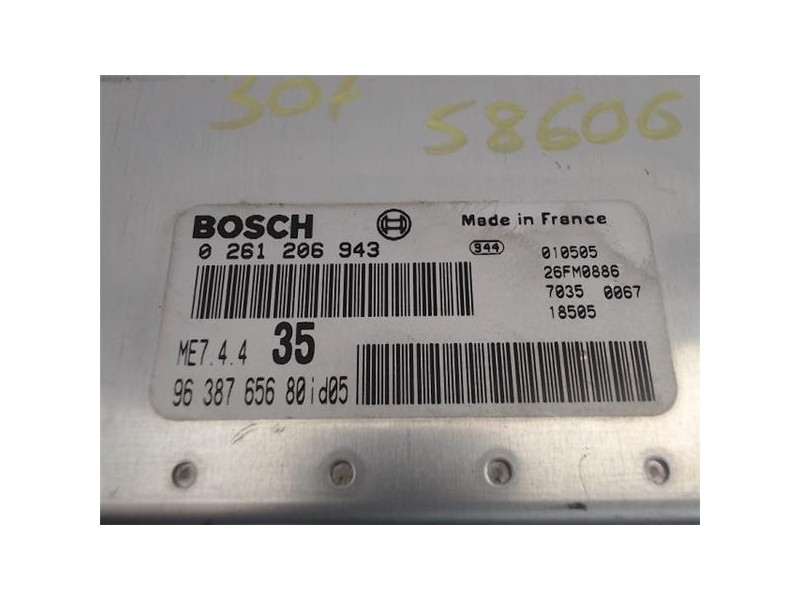 307
58606
BOSCH
Made in France
0 261 206 943
944
010505
26FM0886
7035 0067
18505
ME7.4.4 35
96 387 656 80id05